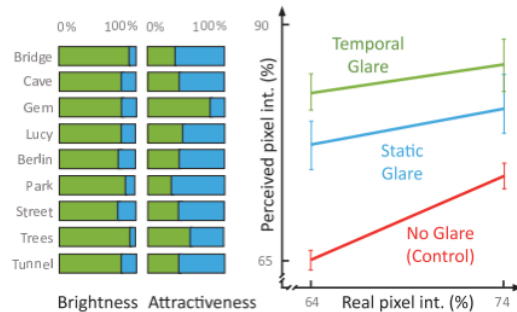 0% 100% 0% 100%
Bridge
Cave
Gem
Lucy
Berlin
Park
Street
Trees
Tunnel
Brightness Attractiveness
90
65
Perceived pixel int. (%)
Temporal
Glare
Static
Glare
No Glare
(Control)
64 Real pixel int. (%) 74